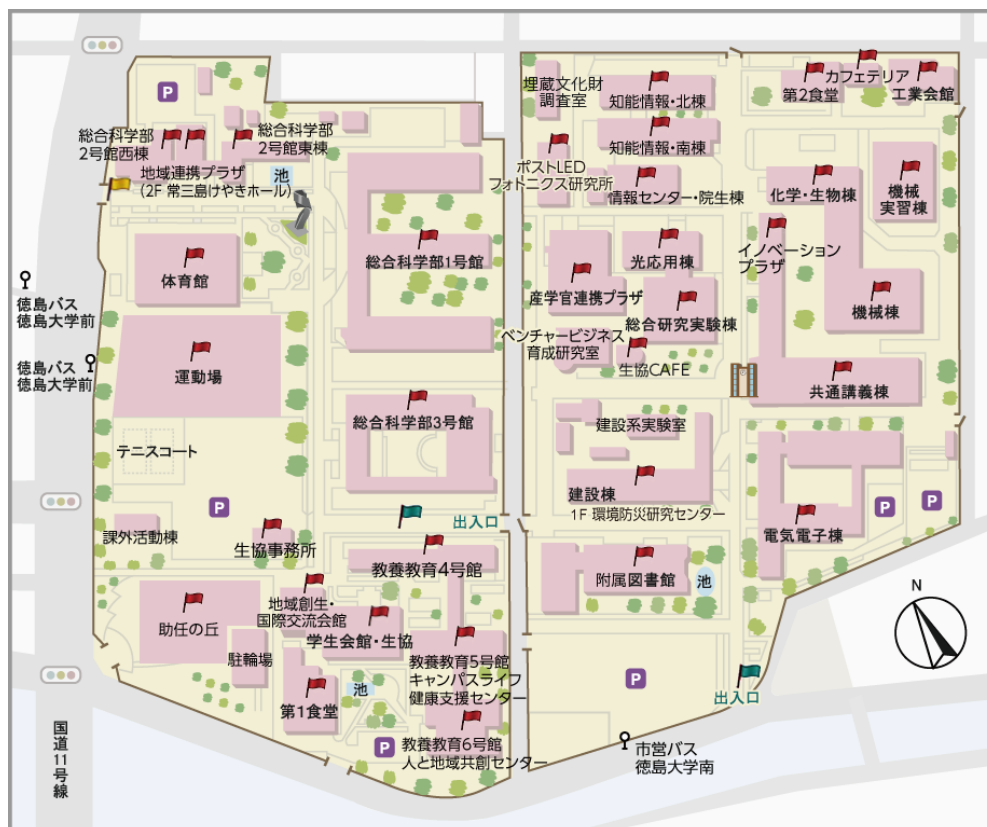 P
総合科学部
2号館西棟
総合科学部
2号館東棟
地域連携プラザ
(2F 常三島けやきホール)
池
体育館
総合科学部1号館
徳島バス
徳島大学前
運動場
徳島バス
徳島大学前
総合科学部3号館
テニスコート
P
課外活動棟
生協事務所
出入口
教養教育4号館
助任の丘
地域創生・
国際交流会館
学生会館・生協
駐輪場
教養教育5号館
キャンパスライフ
健康支援センター
第1食堂
池
P
教養教育6号館
人と地域共創センター
国道11号線
埋蔵文化財
調査室
知能情報・北棟
第2食堂
カフェテリア
工業会館
知能情報・南棟
ポストLED
フォトニクス研究所
情報センター・院生棟
化学・生物棟
機械
実習棟
イノベーション
プラザ
光応用棟
産学官連携プラザ
総合研究実験棟
機械棟
ベンチャービジネス
育成研究室
生協CAFE
共通講義棟
建設系実験室
建設棟
1F 環境防災研究センター
P
P
電気電子棟
附属図書館
池
N
P
出入口
市営バス
徳島大学南